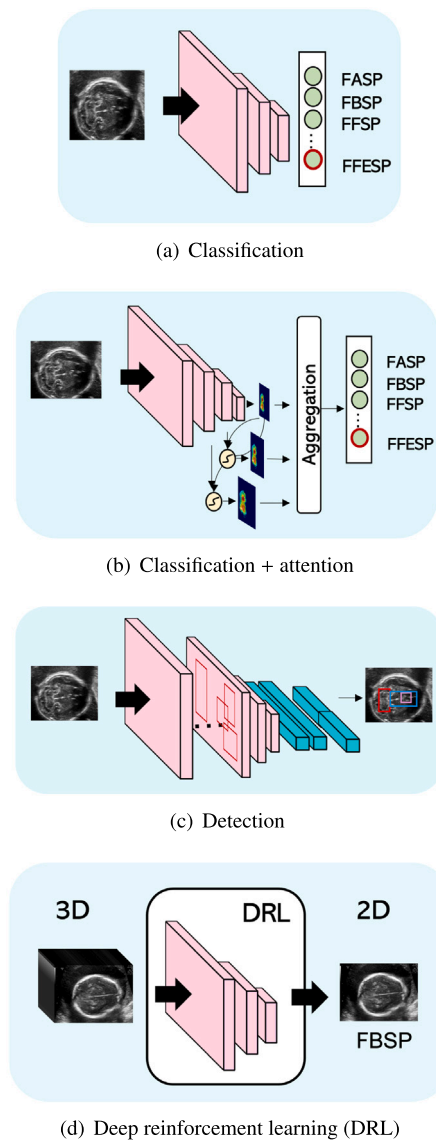 FASP
FBSP
FFSP
FFESP
(a) Classification
Aggregation
FASP
FBSP
FFSP
FFESP
(b) Classification + attention
(c) Detection
3D
DRL
2D
FBSP
(d) Deep reinforcement learning (DRL)